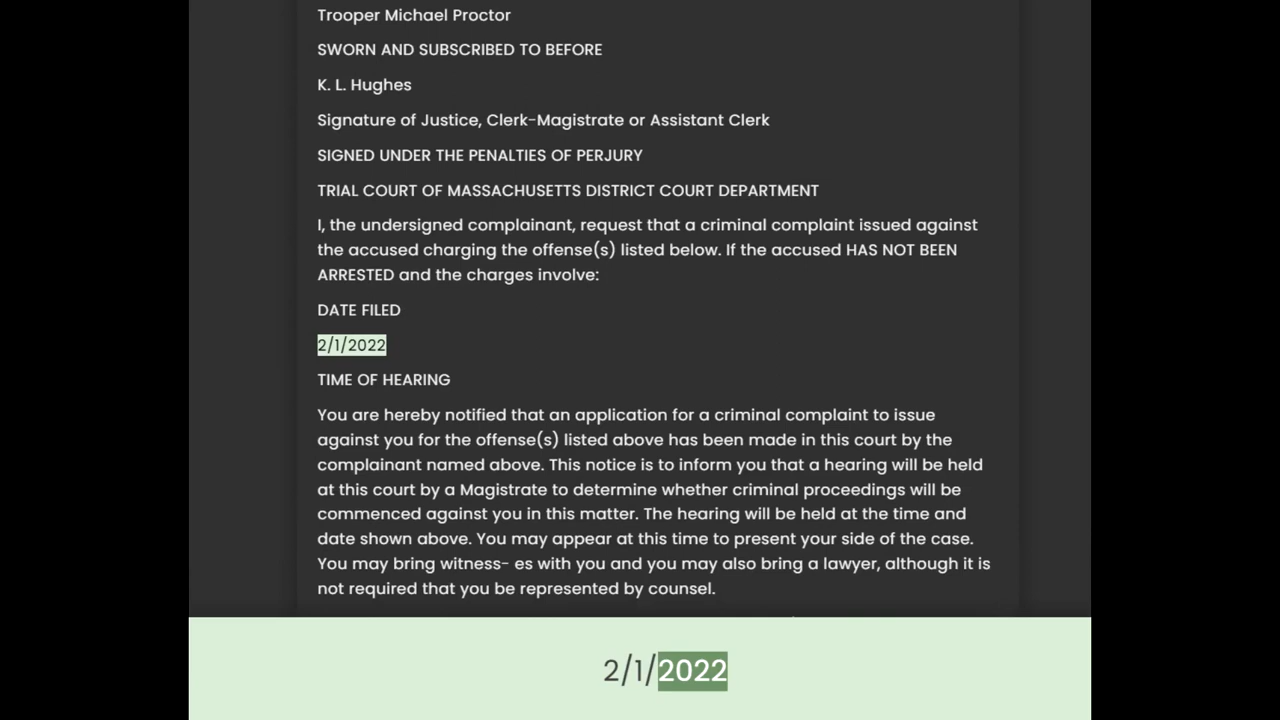 Trooper Michael Proctor
SWORN AND SUBSCRIBED TO BEFORE
K. L. Hughes
Signature of Justice, Clerk-Magistrate or Assistant Clerk
SIGNED UNDER THE PENALTIES OF PERJURY
TRIAL COURT OF MASSACHUSETTS DISTRICT COURT DEPARTMENT
I, the undersigned complainant, request that a criminal complaint issued against
the accused charging the offense(s) listed below. If the accused HAS NOT BEEN
ARRESTED and the charges involve:
DATE FILED
2/1/2022
TIME OF HEARING
You are hereby notified that an application for a criminal complaint to issue
against you for the offense(s) listed above has been made in this court by the
complainant named above. This notice is to inform you that a hearing will be held
at this court by a Magistrate to determine whether criminal proceedings will be
commenced against you in this matter. The hearing will be held at the time and
date shown above. You may appear at this time to present your side of the case.
You may bring witness- es with you and you may also bring a lawyer, although it is
not required that you be represented by counsel.
2/1/2022